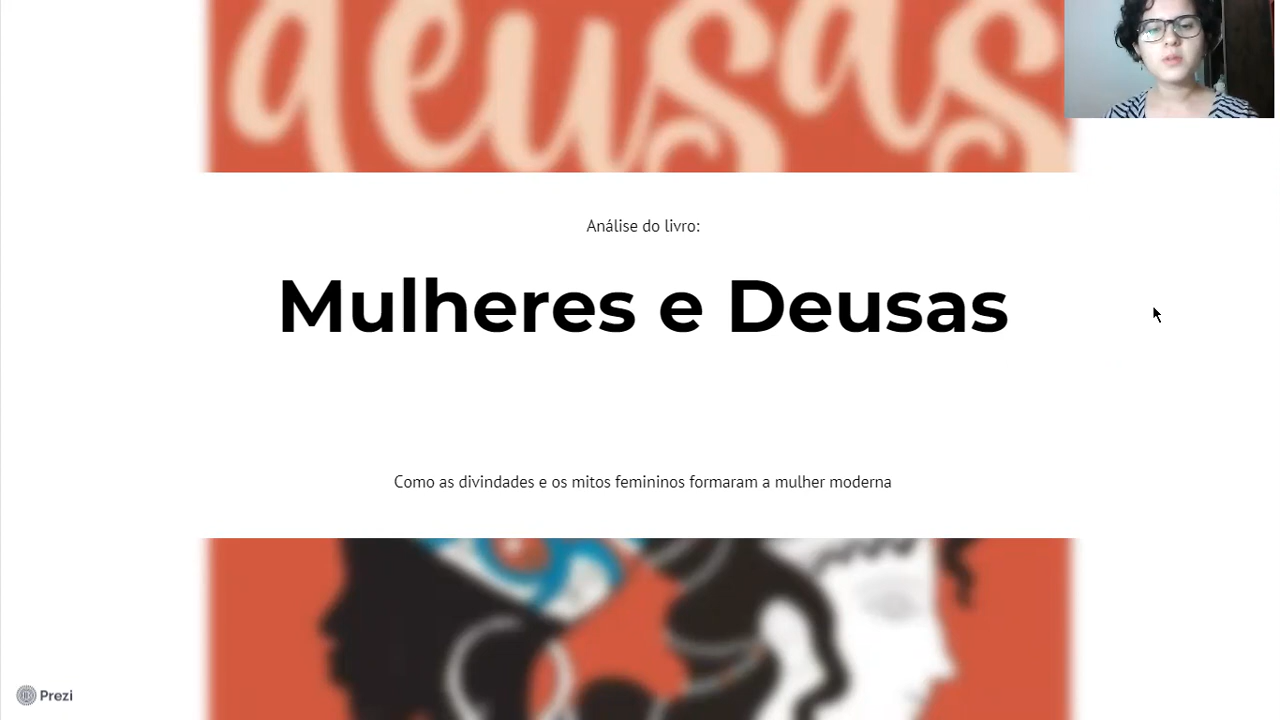 deusas
Análise do livro:
Mulheres e Deusas
Como as divindades e os mitos femininos formaram a mulher moderna
Prezi